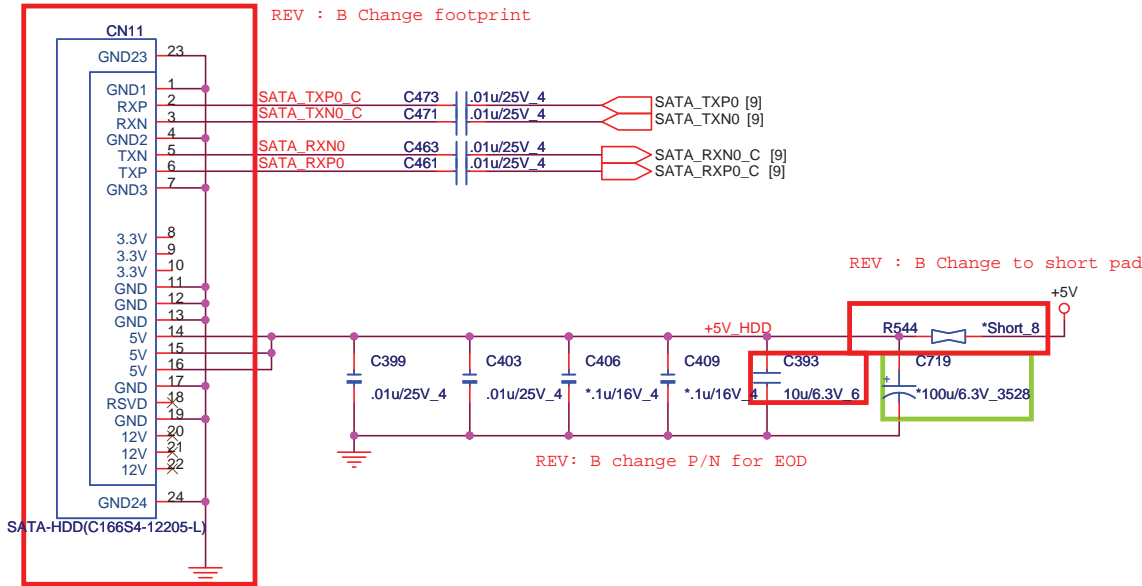 REV : B Change footprint
CN11
GND23 23
GND1 1
RXP 2 SATA_TXP0_C C473 .01u/25V_4 SATA_TXP0 [9]
RXN 3 SATA_TXN0_C C471 .01u/25V_4 SATA_TXN0 [9]
GND2 4
TXN 5 SATA_RXN0 C463 .01u/25V_4 SATA_RXN0_C [9]
TXP 6 SATA_RXP0 C461 .01u/25V_4 SATA_RXP0_C [9]
GND3 7
3.3V 8
3.3V 9
3.3V 10
GND 11
GND 12
GND 13
5V 14
5V 15
5V 16
GND 17
RSVD 18
GND 19
12V 20
12V 21
12V 22
GND24 24
SATA-HDD(C166S4-12205-L)
REV : B Change to short pad
+5V
+5V_HDD R544 *Short_8
C399 C403 C406 C409 C393 C719
+
.01u/25V_4 .01u/25V_4 *.1u/16V_4 *.1u/16V_4 10u/6.3V_6 *100u/6.3V_3528
REV: B change P/N for EOD